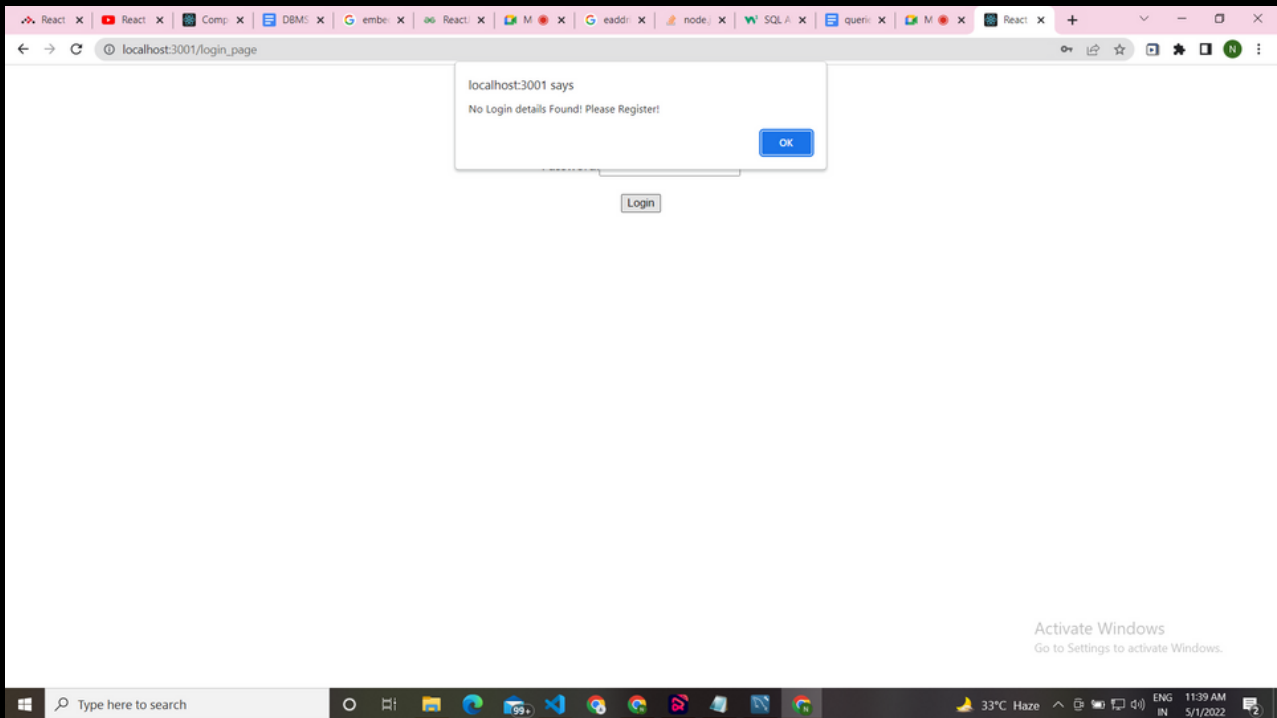 React
React
Comp
DBMS
embe
React
M
eaddr
node.j
SQL A
querie
M
React
localhost:3001/login_page
N
localhost:3001 says
No Login details Found! Please Register!
OK
Login
Activate Windows
Go to Settings to activate Windows.
Type here to search
99+
33°C Haze
ENG
IN
11:39 AM
5/1/2022
2